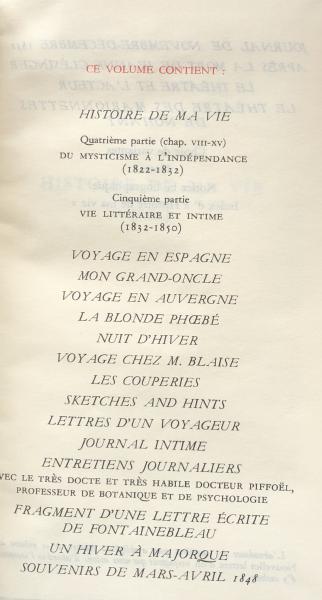 CE VOLUME CONTIENT :
HISTOIRE DE MA VIE
Quatrième partie (chap. VIII-XV)
DU MYSTICISME À L'INDÉPENDANCE
(1822-1832)
Cinquième partie
VIE LITTÉRAIRE ET INTIME
(1832-1850)
VOYAGE EN ESPAGNE
MON GRAND-ONCLE
VOYAGE EN AUVERGNE
LA BLONDE PHŒBÉ
NUIT D'HIVER
VOYAGE CHEZ M. BLAISE
LES COUPERIES
SKETCHES AND HINTS
LETTRES D'UN VOYAGEUR
JOURNAL INTIME
ENTRETIENS JOURNALIERS
VEC LE TRÈS DOCTE ET TRÈS HABILE DOCTEUR PIFFOËL,
PROFESSEUR DE BOTANIQUE ET DE PSYCHOLOGIE
FRAGMENT D'UNE LETTRE ÉCRITE
DE FONTAINEBLEAU
UN HIVER À MAJORQUE
SOUVENIRS DE MARS-AVRIL 1848